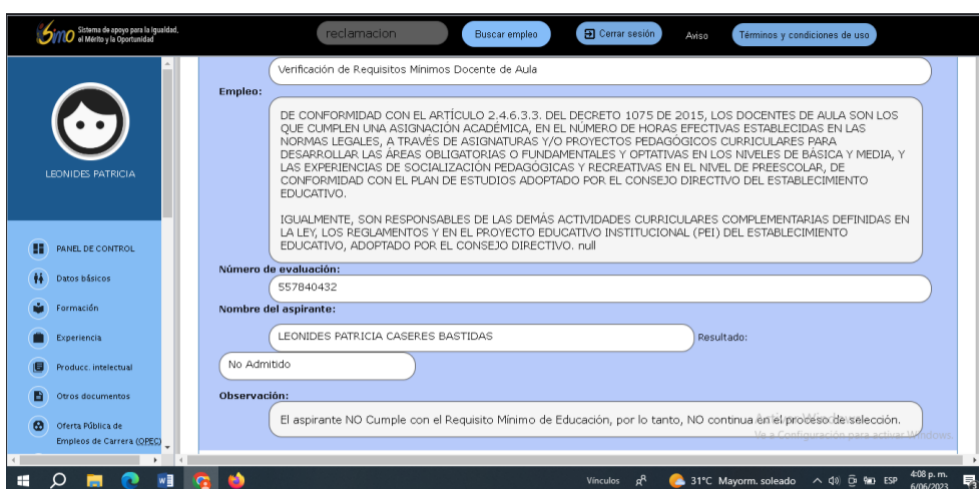 Simo Sistema de apoyo para la Igualdad,
el Mérito y la Oportunidad
reclamacion
Buscar empleo
Cerrar sesión
Aviso
Términos y condiciones de uso
LEONIDES PATRICIA
PANEL DE CONTROL
Datos básicos
Formación
Experiencia
Producc. intelectual
Otros documentos
Oferta Pública de
Empleos de Carrera (OPEC)
Verificación de Requisitos Mínimos Docente de Aula
Empleo:
DE CONFORMIDAD CON EL ARTÍCULO 2.4.6.3.3. DEL DECRETO 1075 DE 2015, LOS DOCENTES DE AULA SON LOS
QUE CUMPLEN UNA ASIGNACIÓN ACADÉMICA, EN EL NÚMERO DE HORAS EFECTIVAS ESTABLECIDAS EN LAS
NORMAS LEGALES, A TRAVÉS DE ASIGNATURAS Y/O PROYECTOS PEDAGÓGICOS CURRICULARES PARA
DESARROLLAR LAS ÁREAS OBLIGATORIAS O FUNDAMENTALES Y OPTATIVAS EN LOS NIVELES DE BÁSICA Y MEDIA, Y
LAS EXPERIENCIAS DE SOCIALIZACIÓN PEDAGÓGICAS Y RECREATIVAS EN EL NIVEL DE PREESCOLAR, DE
CONFORMIDAD CON EL PLAN DE ESTUDIOS ADOPTADO POR EL CONSEJO DIRECTIVO DEL ESTABLECIMIENTO
EDUCATIVO.
IGUALMENTE, SON RESPONSABLES DE LAS DEMÁS ACTIVIDADES CURRICULARES COMPLEMENTARIAS DEFINIDAS EN
LA LEY, LOS REGLAMENTOS Y EN EL PROYECTO EDUCATIVO INSTITUCIONAL (PEI) DEL ESTABLECIMIENTO
EDUCATIVO, ADOPTADO POR EL CONSEJO DIRECTIVO. null
Número de evaluación:
557840432
Nombre del aspirante:
LEONIDES PATRICIA CASERES BASTIDAS
Resultado:
No Admitido
Observación:
El aspirante NO Cumple con el Requisito Mínimo de Educación, por lo tanto, NO continua en el proceso de selección.
Activar Windows
Ve a Configuración para activar Windows.
Vínculos
31°C Mayorm. soleado
ESP
4:08 p. m.
6/06/2023